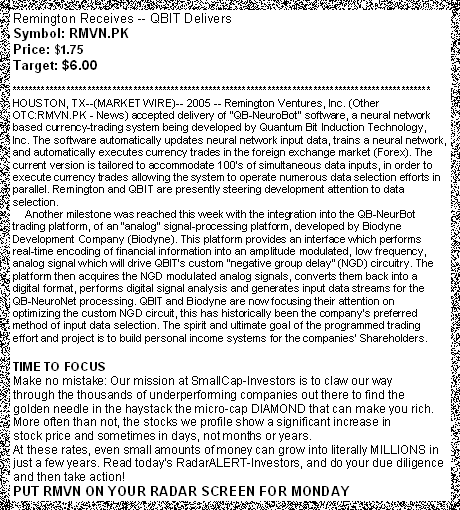 Remington Receives -- QBIT Delivers
Symbol: RMVN.PK
Price: $1.75
Target: $6.00
********************************************************************************************************
HOUSTON, TX--(MARKET WIRE)-- 2005 -- Remington Ventures, Inc. (Other
OTC:RMVN.PK - News) accepted delivery of "QB-NeuroBot" software, a neural network
based currency-trading system being developed by Quantum Bit Induction Technology,
Inc. The software automatically updates neural network input data, trains a neural network,
and automatically executes currency trades in the foreign exchange market (Forex). The
current version is tailored to accommodate 100's of simultaneous data inputs, in order to
execute currency trades allowing the system to operate numerous data selection efforts in
parallel. Remington and QBIT are presently steering development attention to data
selection.
Another milestone was reached this week with the integration into the QB-NeurBot
trading platform, of an "analog" signal-processing platform, developed by Biodyne
Development Company (Biodyne). This platform provides an interface which performs
real-time encoding of financial information into an amplitude modulated, low frequency,
analog signal which will drive QBIT's custom "negative group delay" (NGD) circuitry. The
platform then acquires the NGD modulated analog signals, converts them back into a
digital format, performs digital signal analysis and generates input data streams for the
QB-NeuroNet processing. QBIT and Biodyne are now focusing their attention on
optimizing the custom NGD circuit, this has historically been the company's preferred
method of input data selection. The spirit and ultimate goal of the programmed trading
effort and project is to build personal income systems for the companies' Shareholders.
TIME TO FOCUS
Make no mistake: Our mission at SmallCap-Investors is to claw our way
through the thousands of underperforming companies out there to find the
golden needle in the haystack the micro-cap DIAMOND that can make you rich.
More often than not, the stocks we profile show a significant increase in
stock price and sometimes in days, not months or years.
At these rates, even small amounts of money can grow into literally MILLIONS in
just a few years. Read today's RadarALERT-Investors, and do your due diligence
and then take action!
PUT RMVN ON YOUR RADAR SCREEN FOR MONDAY